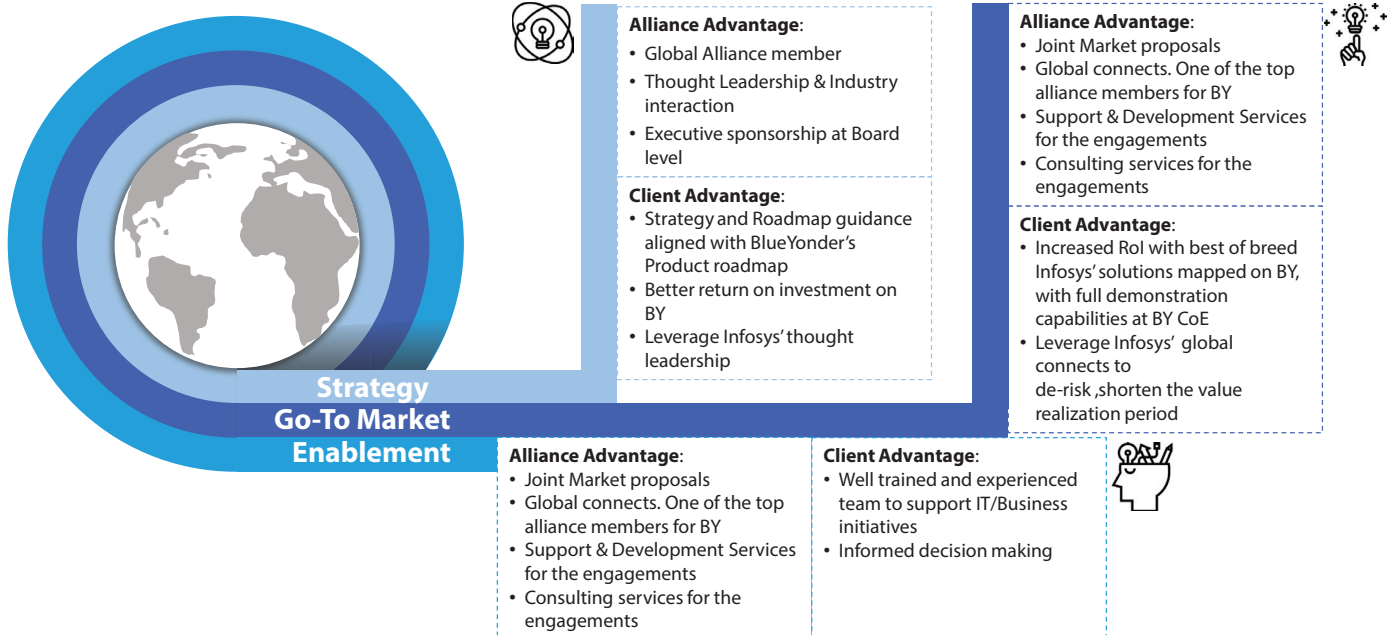 Strategy
Go-To Market
Enablement
Alliance Advantage:
• Global Alliance member
• Thought Leadership & Industry
interaction
• Executive sponsorship at Board
level
Client Advantage:
• Strategy and Roadmap guidance
aligned with BlueYonder’s
Product roadmap
• Better return on investment on
BY
• Leverage Infosys’ thought
leadership
Alliance Advantage:
• Joint Market proposals
• Global connects. One of the top
alliance members for BY
• Support & Development Services
for the engagements
• Consulting services for the
engagements
Client Advantage:
• Increased RoI with best of breed
Infosys’ solutions mapped on BY,
with full demonstration
capabilities at BY CoE
• Leverage Infosys’ global
connects to
de-risk ,shorten the value
realization period
Alliance Advantage:
• Joint Market proposals
• Global connects. One of the top
alliance members for BY
• Support & Development Services
for the engagements
• Consulting services for the
engagements
Client Advantage:
• Well trained and experienced
team to support IT/Business
initiatives
• Informed decision making